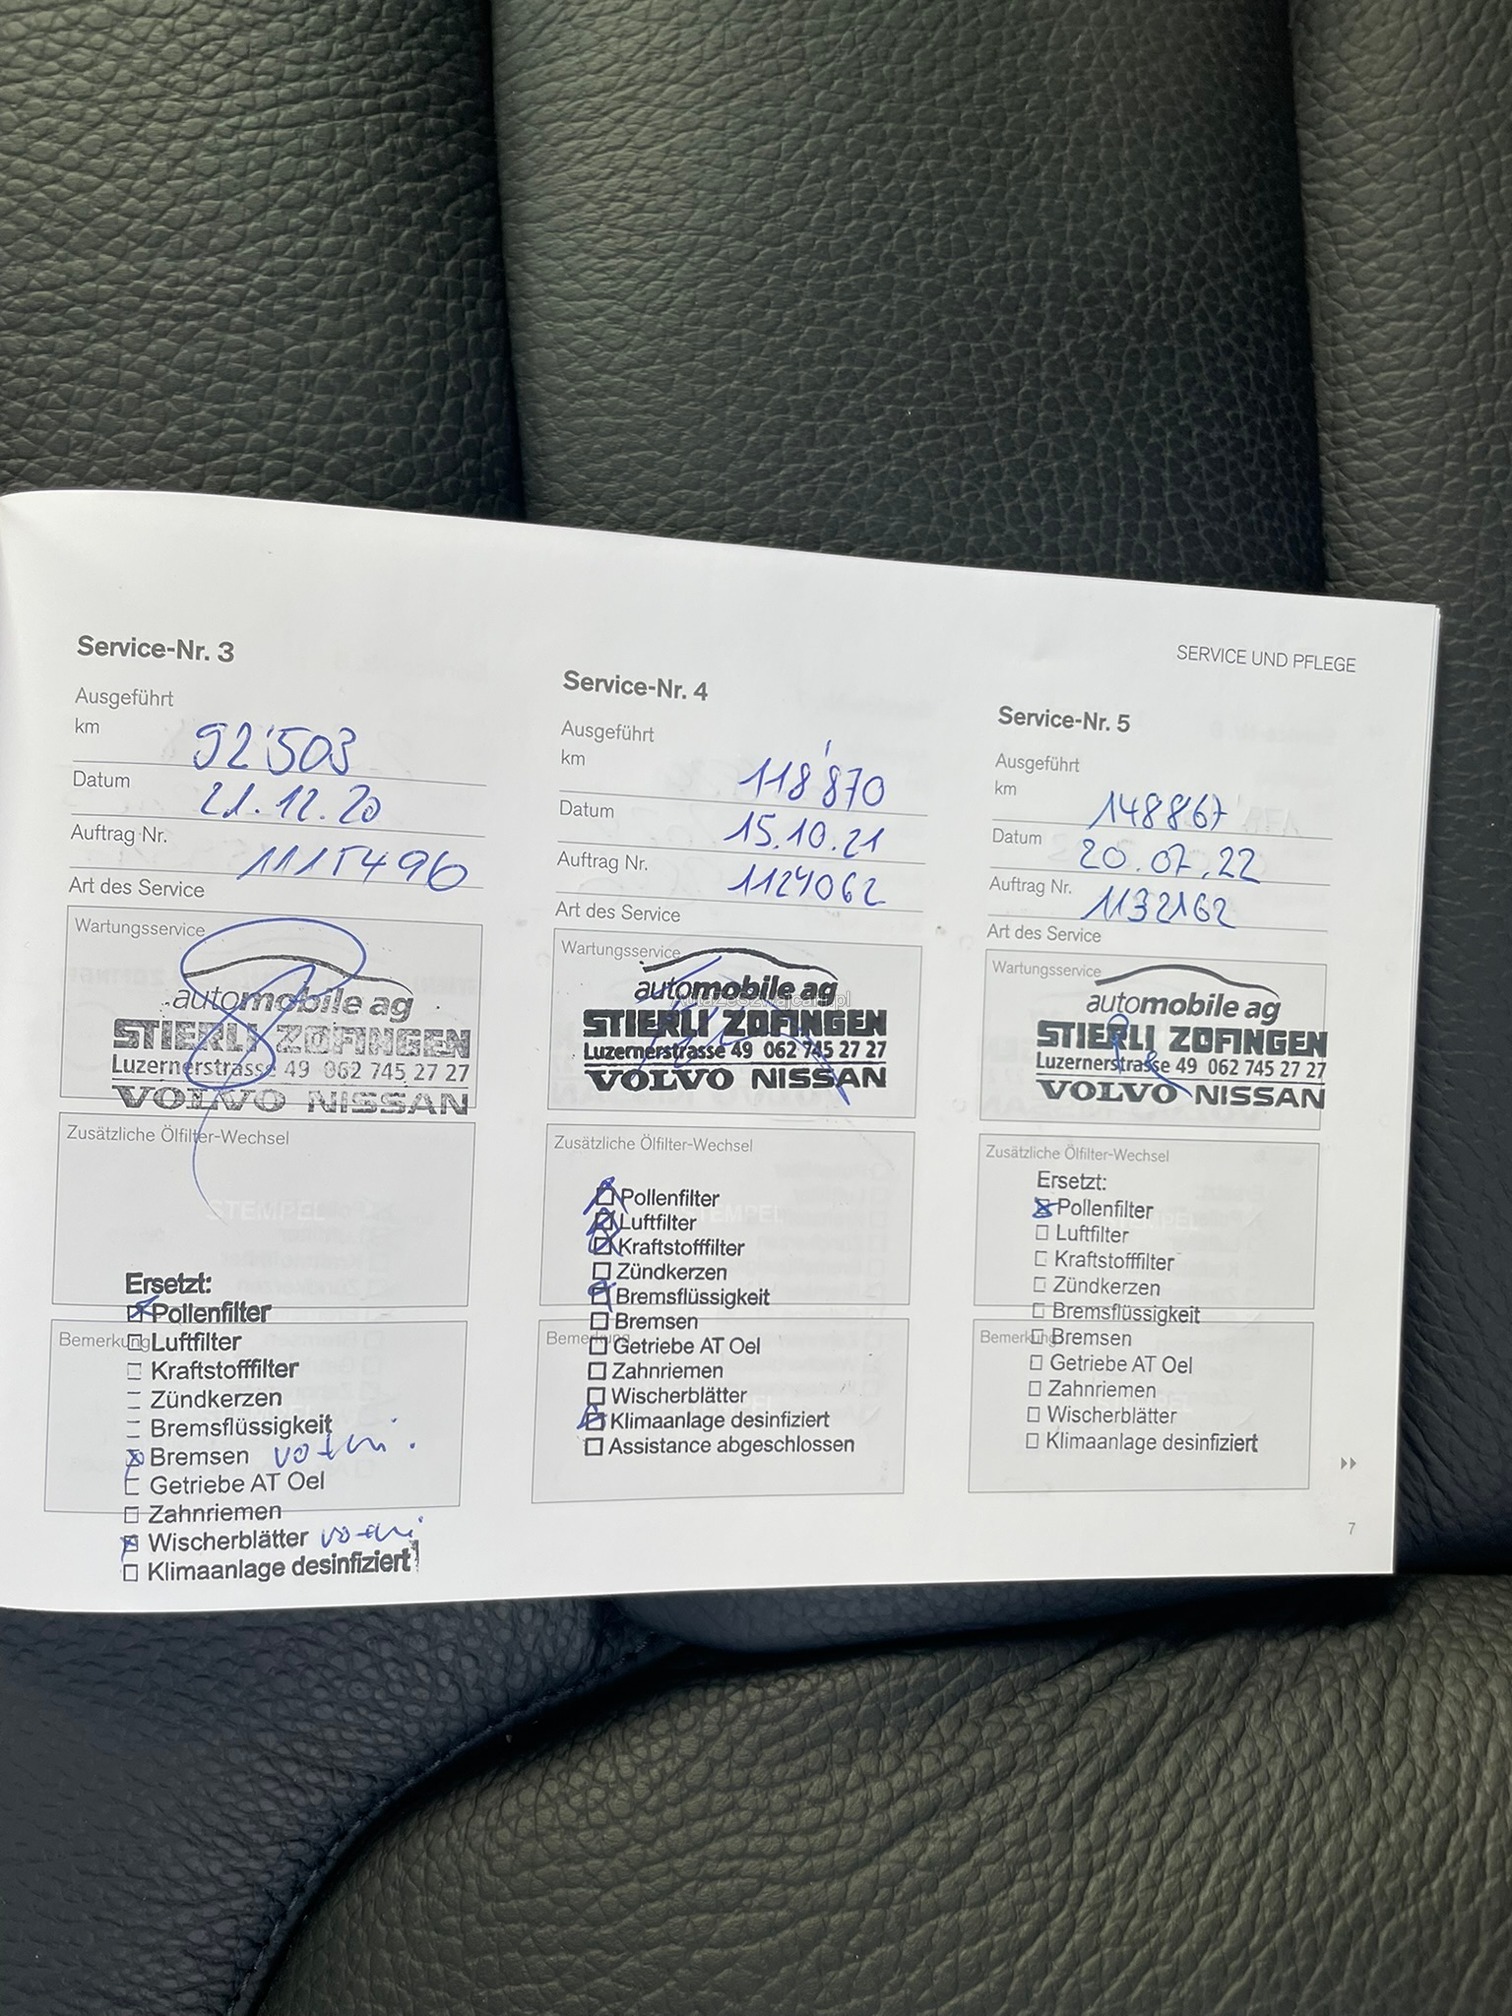 SERVICE UND PFLEGE
Service-Nr. 3
Ausgeführt
km 92'503
Datum 21.12.20
Auftrag Nr. 1115496
Art des Service
Wartungsservice
automobile ag
STIERLI ZOFINGEN
Luzernerstrasse 49 062 745 27 27
VOLVO NISSAN
Zusätzliche Ölfilter-Wechsel
STEMPEL
Ersetzt:
Pollenfilter
Bemerkung
Luftfilter
Kraftstofffilter
Zündkerzen
Bremsflüssigkeit
Bremsen
Getriebe AT Oel
Zahnriemen
Wischerblätter
Klimaanlage desinfiziert
Service-Nr. 4
Ausgeführt
km 118'870
Datum 15.10.21
Auftrag Nr. 1124062
Art des Service
Wartungsservice
automobile ag
STIERLI ZOFINGEN
Luzernerstrasse 49 062 745 27 27
VOLVO NISSAN
Zusätzliche Ölfilter-Wechsel
Pollenfilter
Luftfilter
Kraftstofffilter
Zündkerzen
Bremsflüssigkeit
Bremsen
Bemerkung
Getriebe AT Oel
Zahnriemen
Wischerblätter
Klimaanlage desinfiziert
Assistance abgeschlossen
Service-Nr. 5
Ausgeführt
km 148867
Datum 20.07.22
Auftrag Nr. 1132162
Art des Service
Wartungsservice
automobile ag
STIERLI ZOFINGEN
Luzernerstrasse 49 062 745 27 27
VOLVO NISSAN
Zusätzliche Ölfilter-Wechsel
Ersetzt:
Pollenfilter
Luftfilter
Kraftstofffilter
Zündkerzen
Bremsflüssigkeit
Bemerkung
Bremsen
Getriebe AT Oel
Zahnriemen
Wischerblätter
Klimaanlage desinfiziert
7